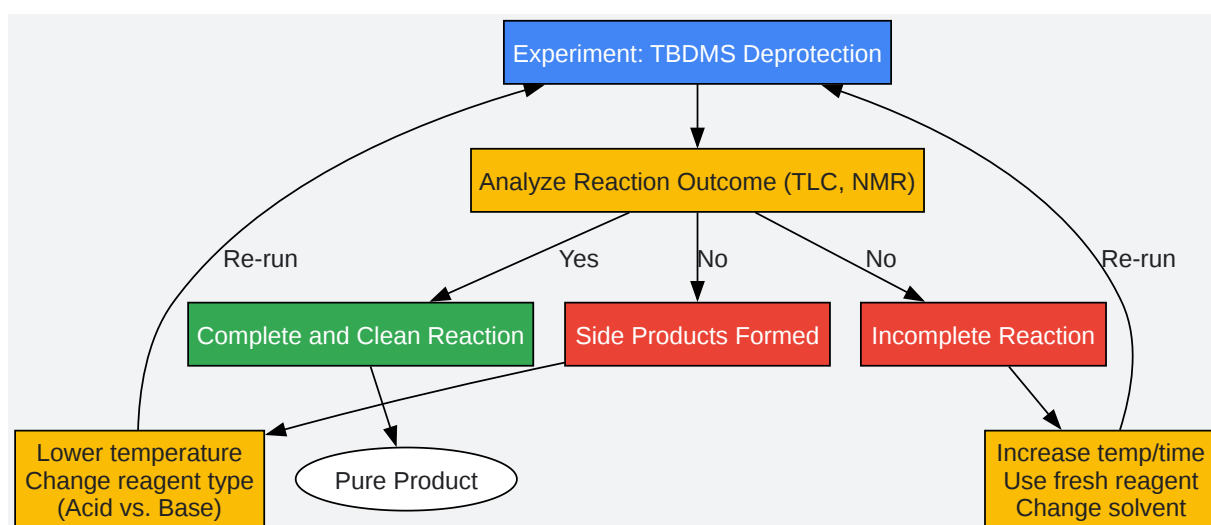 Experiment: TBDMS Deprotection
Analyze Reaction Outcome (TLC, NMR)
Re-run
Yes
No
No
Re-run
Complete and Clean Reaction
Side Products Formed
Incomplete Reaction
Lower temperature
Change reagent type
(Acid vs. Base)
Pure Product
Increase temp/time
Use fresh reagent
Change solvent